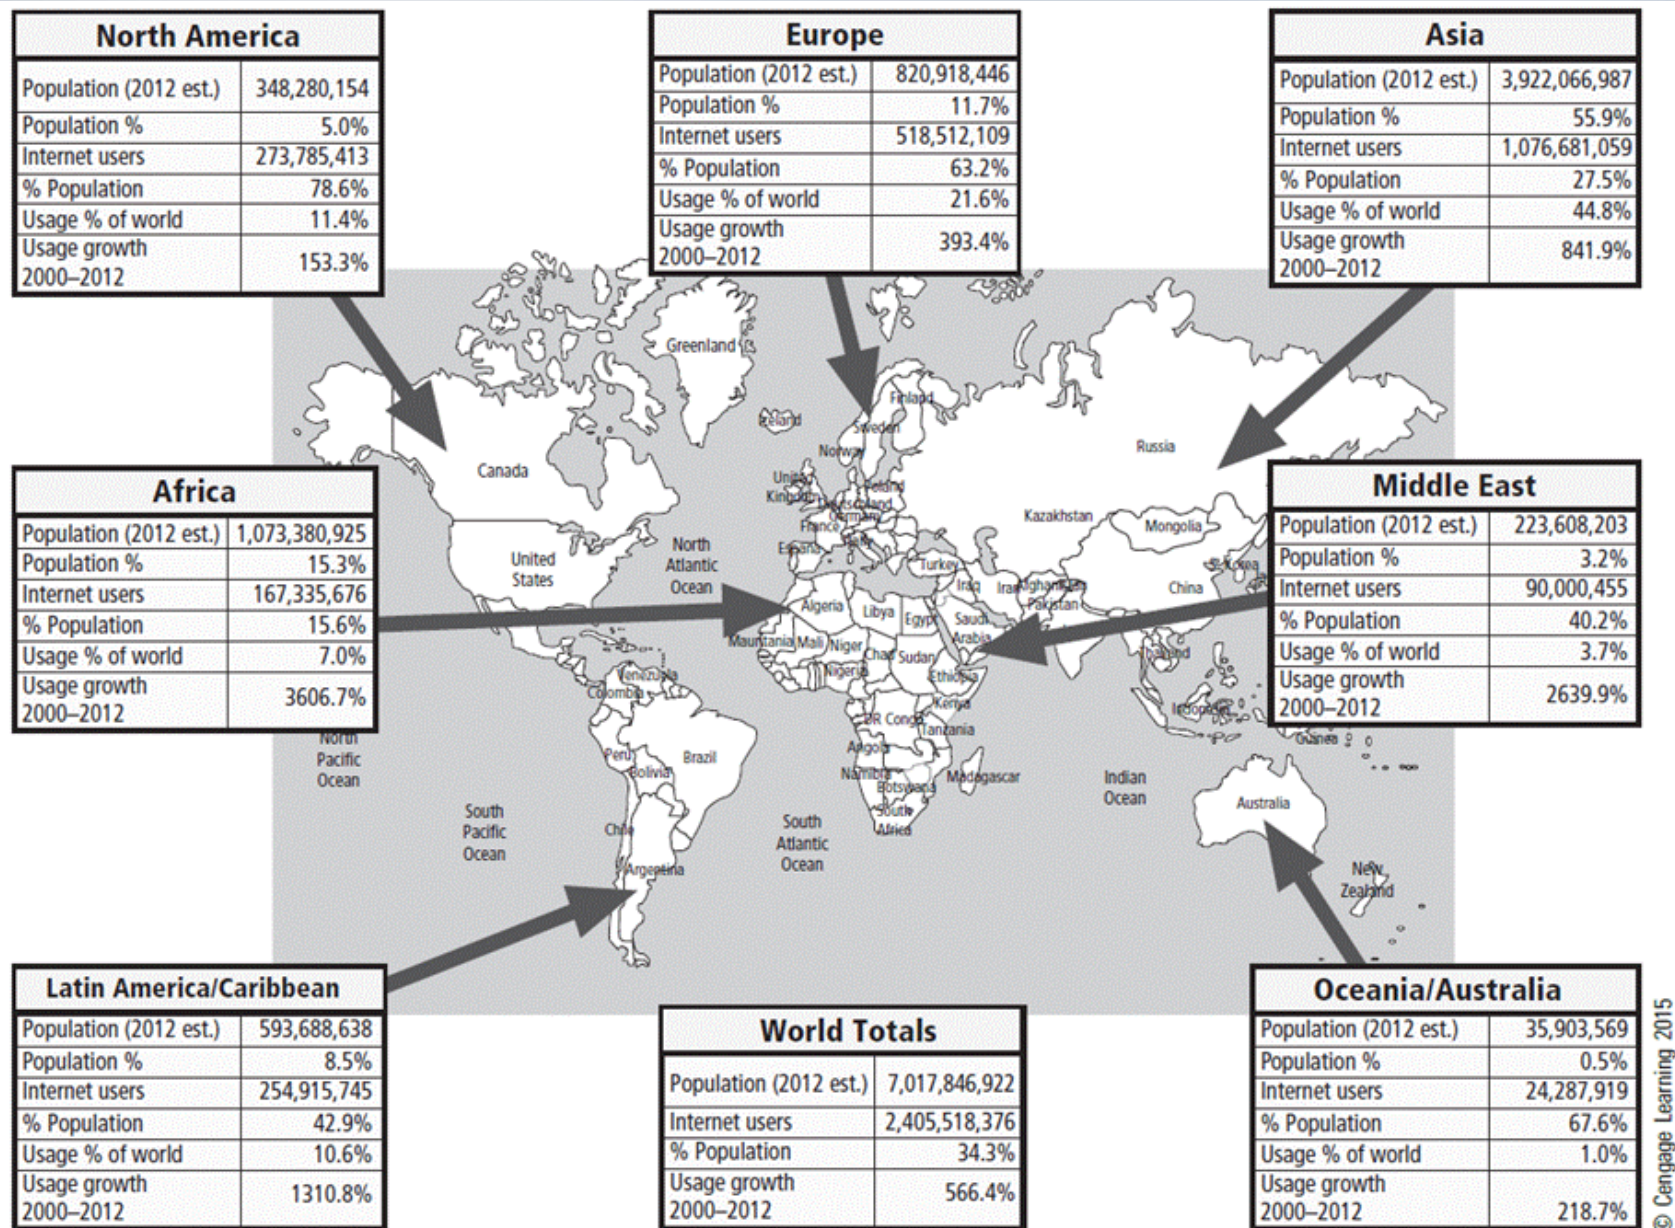 North America
Population (2012 est.) 348,280,154
Population % 5.0%
Internet users 273,785,413
% Population 78.6%
Usage % of world 11.4%
Usage growth
2000–2012 153.3%
Europe
Population (2012 est.) 820,918,446
Population % 11.7%
Internet users 518,512,109
% Population 63.2%
Usage % of world 21.6%
Usage growth
2000–2012 393.4%
Asia
Population (2012 est.) 3,922,066,987
Population % 55.9%
Internet users 1,076,681,059
% Population 27.5%
Usage % of world 44.8%
Usage growth
2000–2012 841.9%
Africa
Population (2012 est.) 1,073,380,925
Population % 15.3%
Internet users 167,335,676
% Population 15.6%
Usage % of world 7.0%
Usage growth
2000–2012 3606.7%
Middle East
Population (2012 est.) 223,608,203
Population % 3.2%
Internet users 90,000,455
% Population 40.2%
Usage % of world 3.7%
Usage growth
2000–2012 2639.9%
Greenland
Iceland
Finland
Sweden
Norway
Russia
Canada
United
Kingdom
Poland
Deutschland
Germany
France
Italy
España
Kazakhstan
Mongolia
United
States
North
Atlantic
Ocean
Turkey
Iraq
Iran
Afghanistan
Pakistan
China
S. Korea
Algeria
Libya
Egypt
Saudi
Arabia
Mauritania
Mali
Niger
Chad
Sudan
Thailand
Nigeria
Ethiopia
Venezuela
Colombia
Kenya
DR Congo
Tanzania
Indonesia
Guinea
North
Pacific
Ocean
Peru
Brazil
Bolivia
Angola
Namibia
Botswana
Madagascar
South
Africa
Indian
Ocean
Australia
South
Pacific
Ocean
Chile
Argentina
South
Atlantic
Ocean
New
Zealand
Latin America/Caribbean
Population (2012 est.) 593,688,638
Population % 8.5%
Internet users 254,915,745
% Population 42.9%
Usage % of world 10.6%
Usage growth
2000–2012 1310.8%
World Totals
Population (2012 est.) 7,017,846,922
Internet users 2,405,518,376
% Population 34.3%
Usage growth
2000–2012 566.4%
Oceania/Australia
Population (2012 est.) 35,903,569
Population % 0.5%
Internet users 24,287,919
% Population 67.6%
Usage % of world 1.0%
Usage growth
2000–2012 218.7%
© Cengage Learning 2015